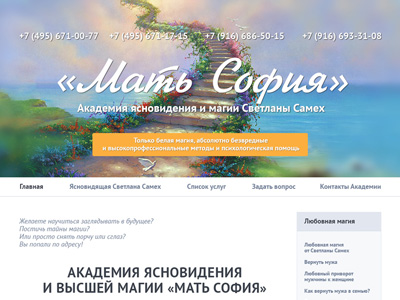 +7 (495) 671-00-77 +7 (495) 671-17-15 +7 (916) 686-50-15 +7 (916) 693-31-08
«Мать София»
Академия ясновидения и магии Светланы Самех
Только белая магия, абсолютно безвредные
и высокопрофессиональные методы и психологическая помощь
Главная Ясновидящая Светлана Самех Список услуг Задать вопрос Контакты Академии
Желаете научиться заглядывать в будущее?
Постичь тайны магии?
Или просто снять порчу или сглаз?
Вы попали по адресу!
АКАДЕМИЯ ЯСНОВИДЕНИЯ
И ВЫСШЕЙ МАГИИ «МАТЬ СОФИЯ»
Любовная магия
Любовная магия
от Светланы Самех
Вернуть мужа
Любовный приворот
мужчины к женщине
Как вернуть мужа в семью?